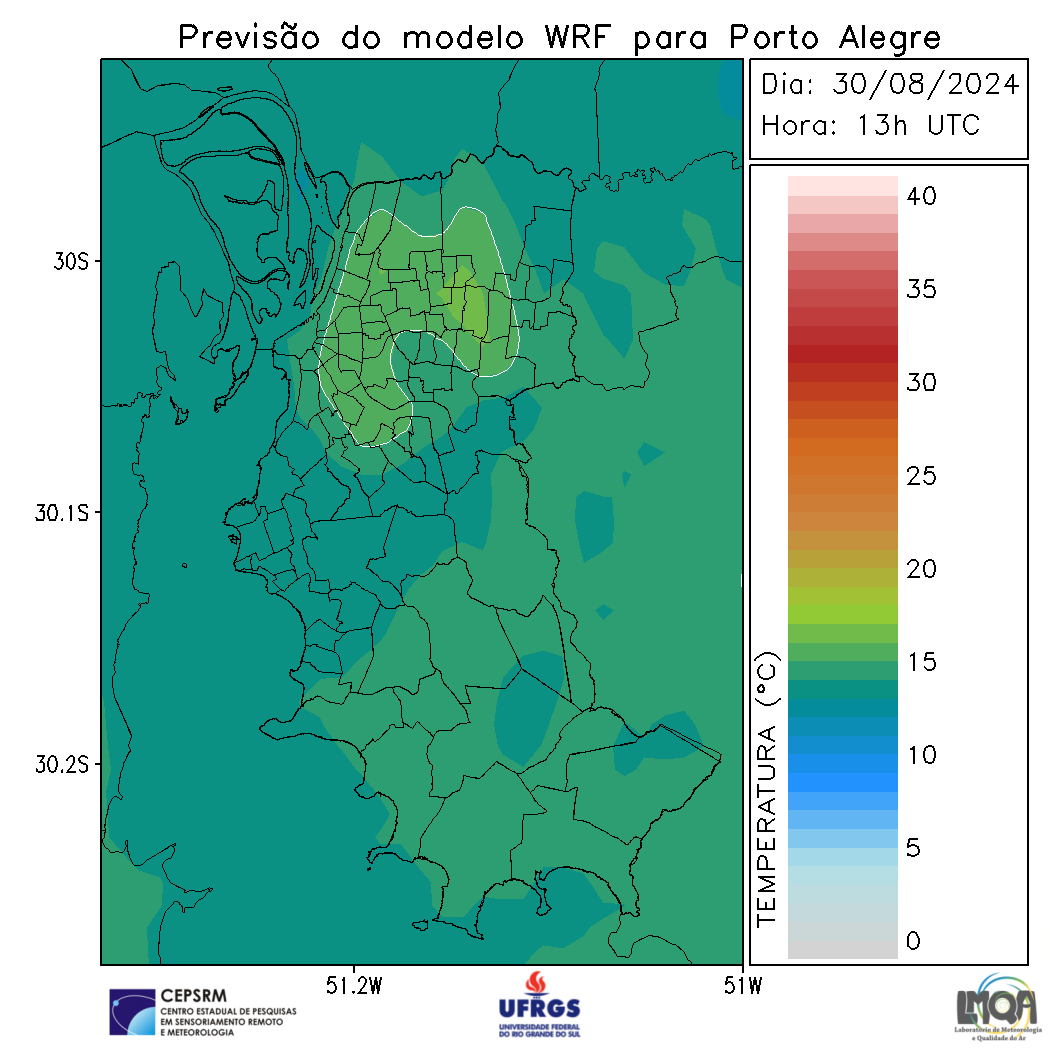 Previsão do modelo WRF para Porto Alegre
Dia: 30/08/2024
Hora: 13h UTC
40
35
30
25
20
15
10
5
0
TEMPERATURA (°C)
30S
30.1S
30.2S
51.2W
51W
CEPSRM
CENTRO ESTADUAL DE PESQUISAS
EM SENSORIAMENTO REMOTO
E METEOROLOGIA
UFRGS
UNIVERSIDADE FEDERAL
DO RIO GRANDE DO SUL
LMQA
Laboratório de Meteorologia
e Qualidade do Ar